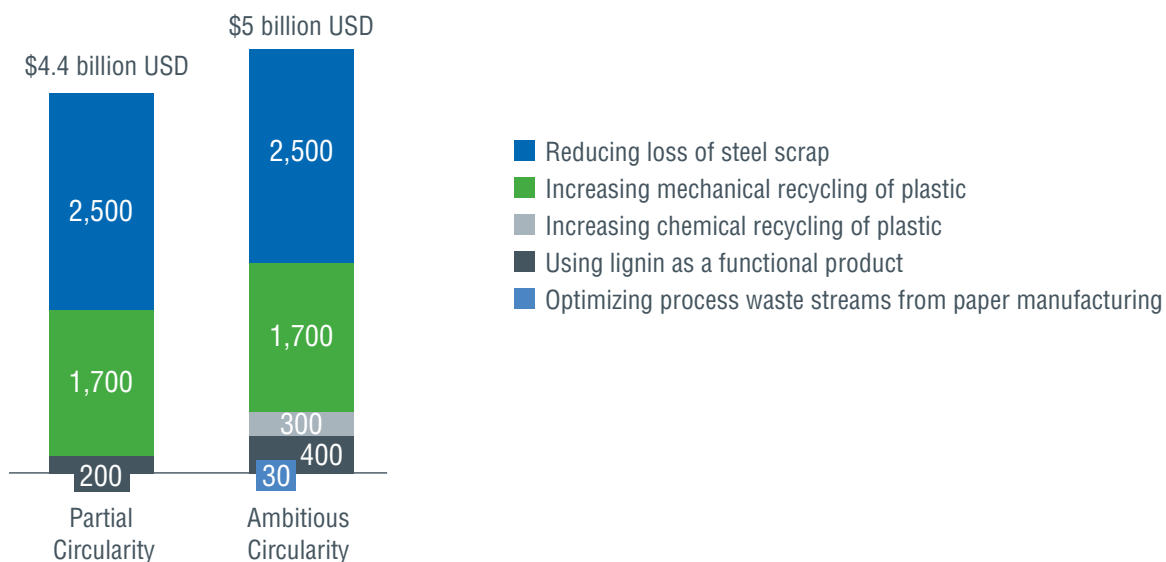 $4.4 billion USD
2,500
1,700
200
Partial
Circularity
$5 billion USD
2,500
1,700
300
400
30
Ambitious
Circularity
Reducing loss of steel scrap
Increasing mechanical recycling of plastic
Increasing chemical recycling of plastic
Using lignin as a functional product
Optimizing process waste streams from paper manufacturing